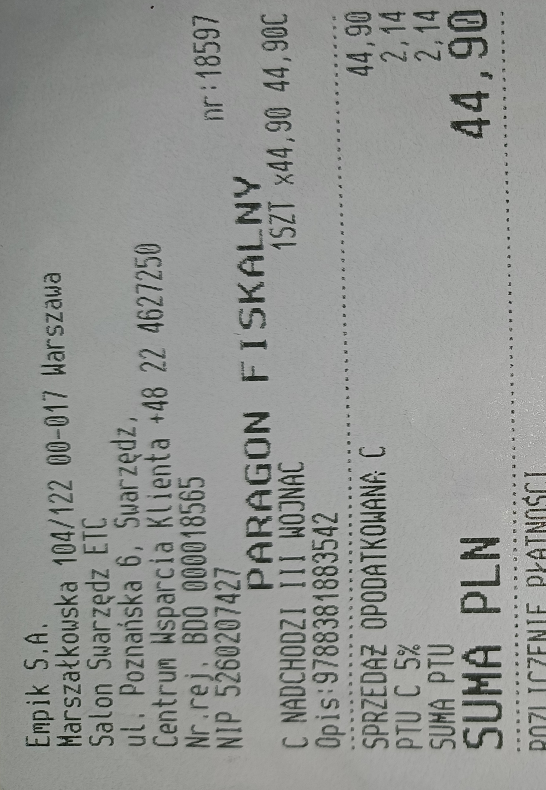 Empik S.A.
Marszałkowska 104/122 00-017 Warszawa
Salon Swarzędz ETC
ul. Poznańska 6, Swarzędz,
Centrum Wsparcia Klienta +48 22 4627250
Nr.rej. BDO 000018565
NIP 5260207427 nr:18597
PARAGON FISKALNY
C NADCHODZI III WOJNAC 1SZT x44,90 44,90C
Opis:9788381883542
SPRZEDAŻ OPODATKOWANA C 44,90
PTU C 5% 2,14
SUMA PTU 2,14
SUMA PLN 44,90
ROZLICZENIE PŁATNOŚCI